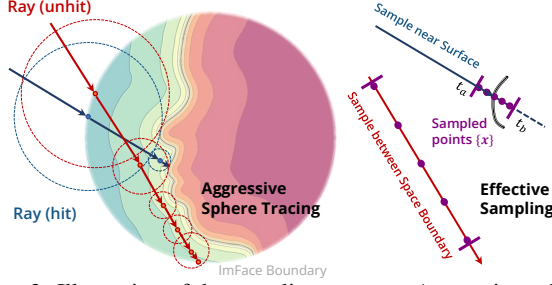 Ray (unhit)
Ray (hit)
Aggressive
Sphere Tracing
ImFace Boundary
Sample near Surface
t_a
t_b
Sampled
points {x}
Sample between Space Boundary
Effective
Sampling